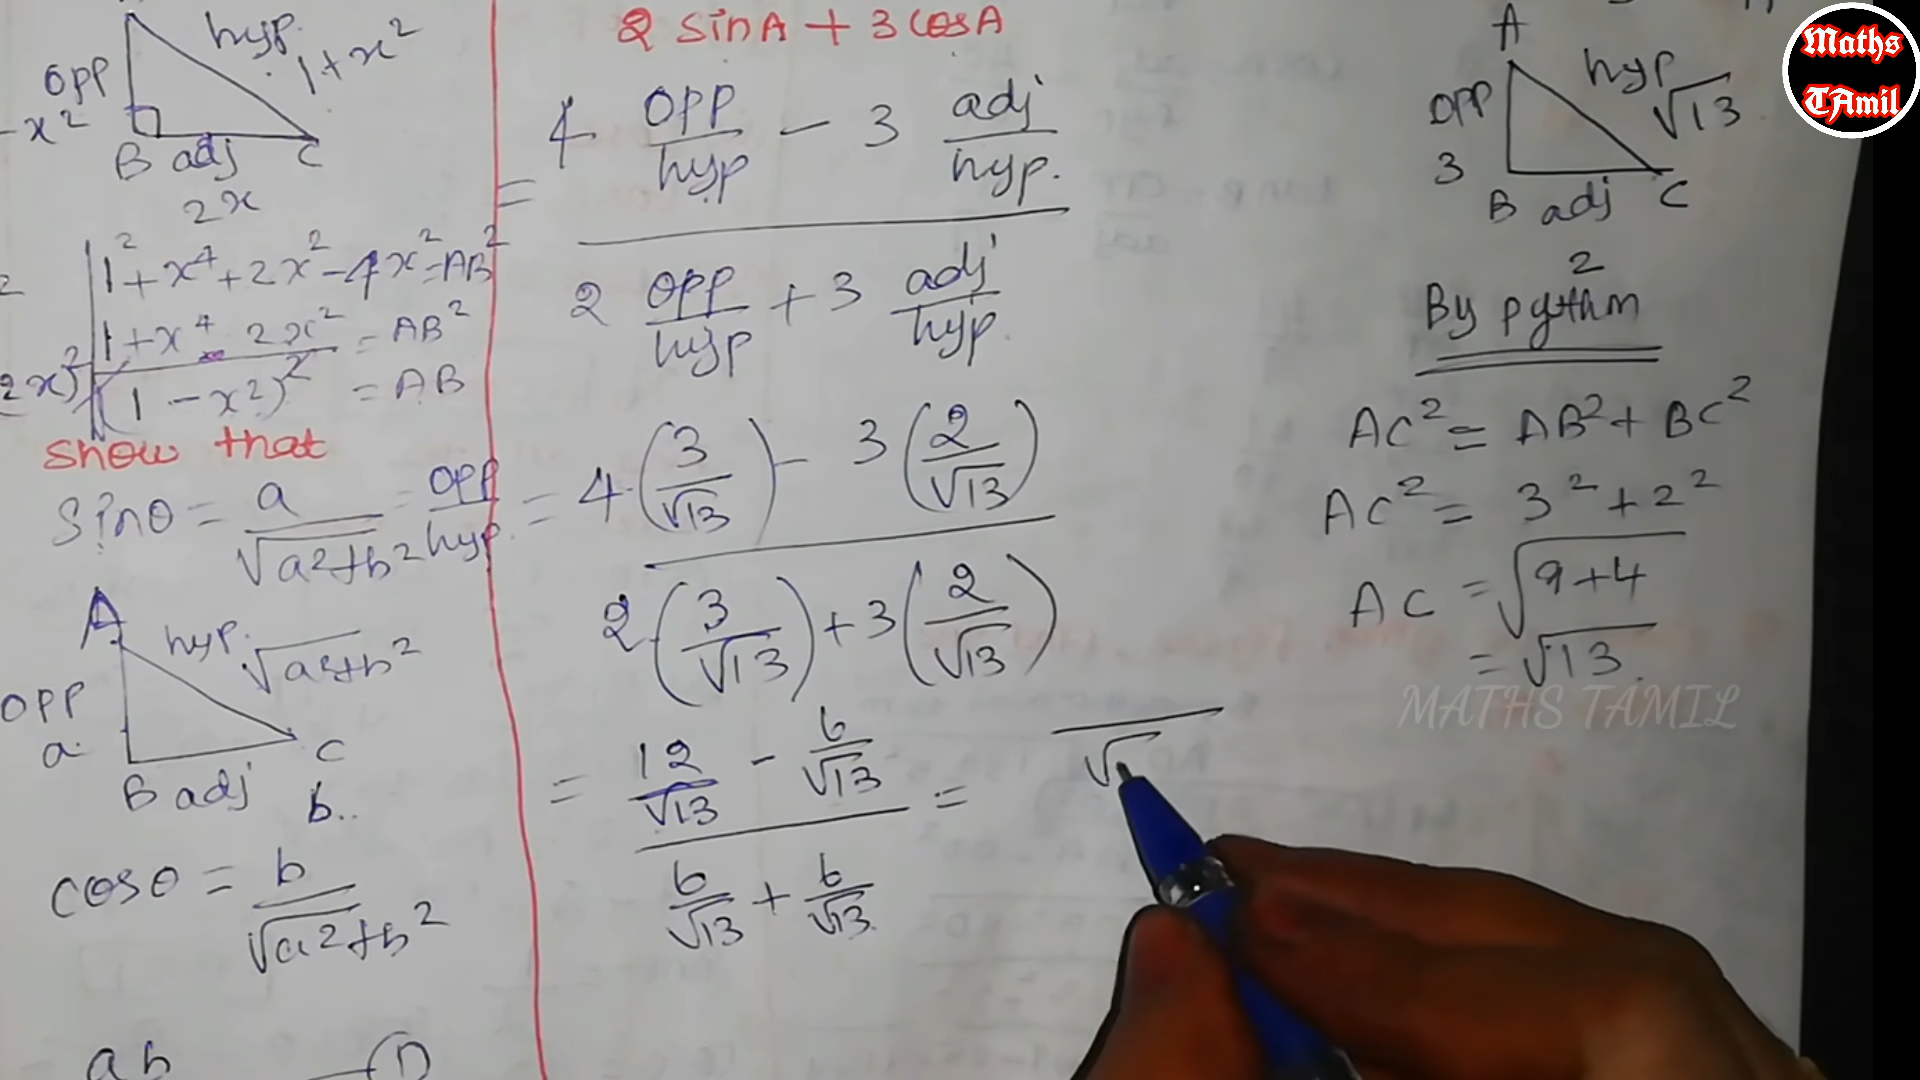 hyp.
1+x²
opp
-x²
B adj C
2x
1²+x⁴+2x²-4x²=AB²
1+x⁴-2x² = AB²
2x)²
(1-x²)² = AB
show that
sinθ = a/√a²+b² = opp/hyp.
A
hyp. √a²+b²
opp
a
B adj C
b..
cosθ = b/√a²+b²
ab
2 sinA + 3 cosA
= 4 opp/hyp - 3 adj/hyp.
2 opp/hyp + 3 adj/hyp.
= 4(3/√13) - 3(2/√13)
2(3/√13) + 3(2/√13)
= 12/√13 - 6/√13 =
6/√13 + 6/√13
√
A
hyp
√13
opp
3
B adj C
2
By pythm
AC² = AB² + BC²
AC² = 3² + 2²
AC = √9+4
= √13.
MATHS TAMIL
Maths
TAmil